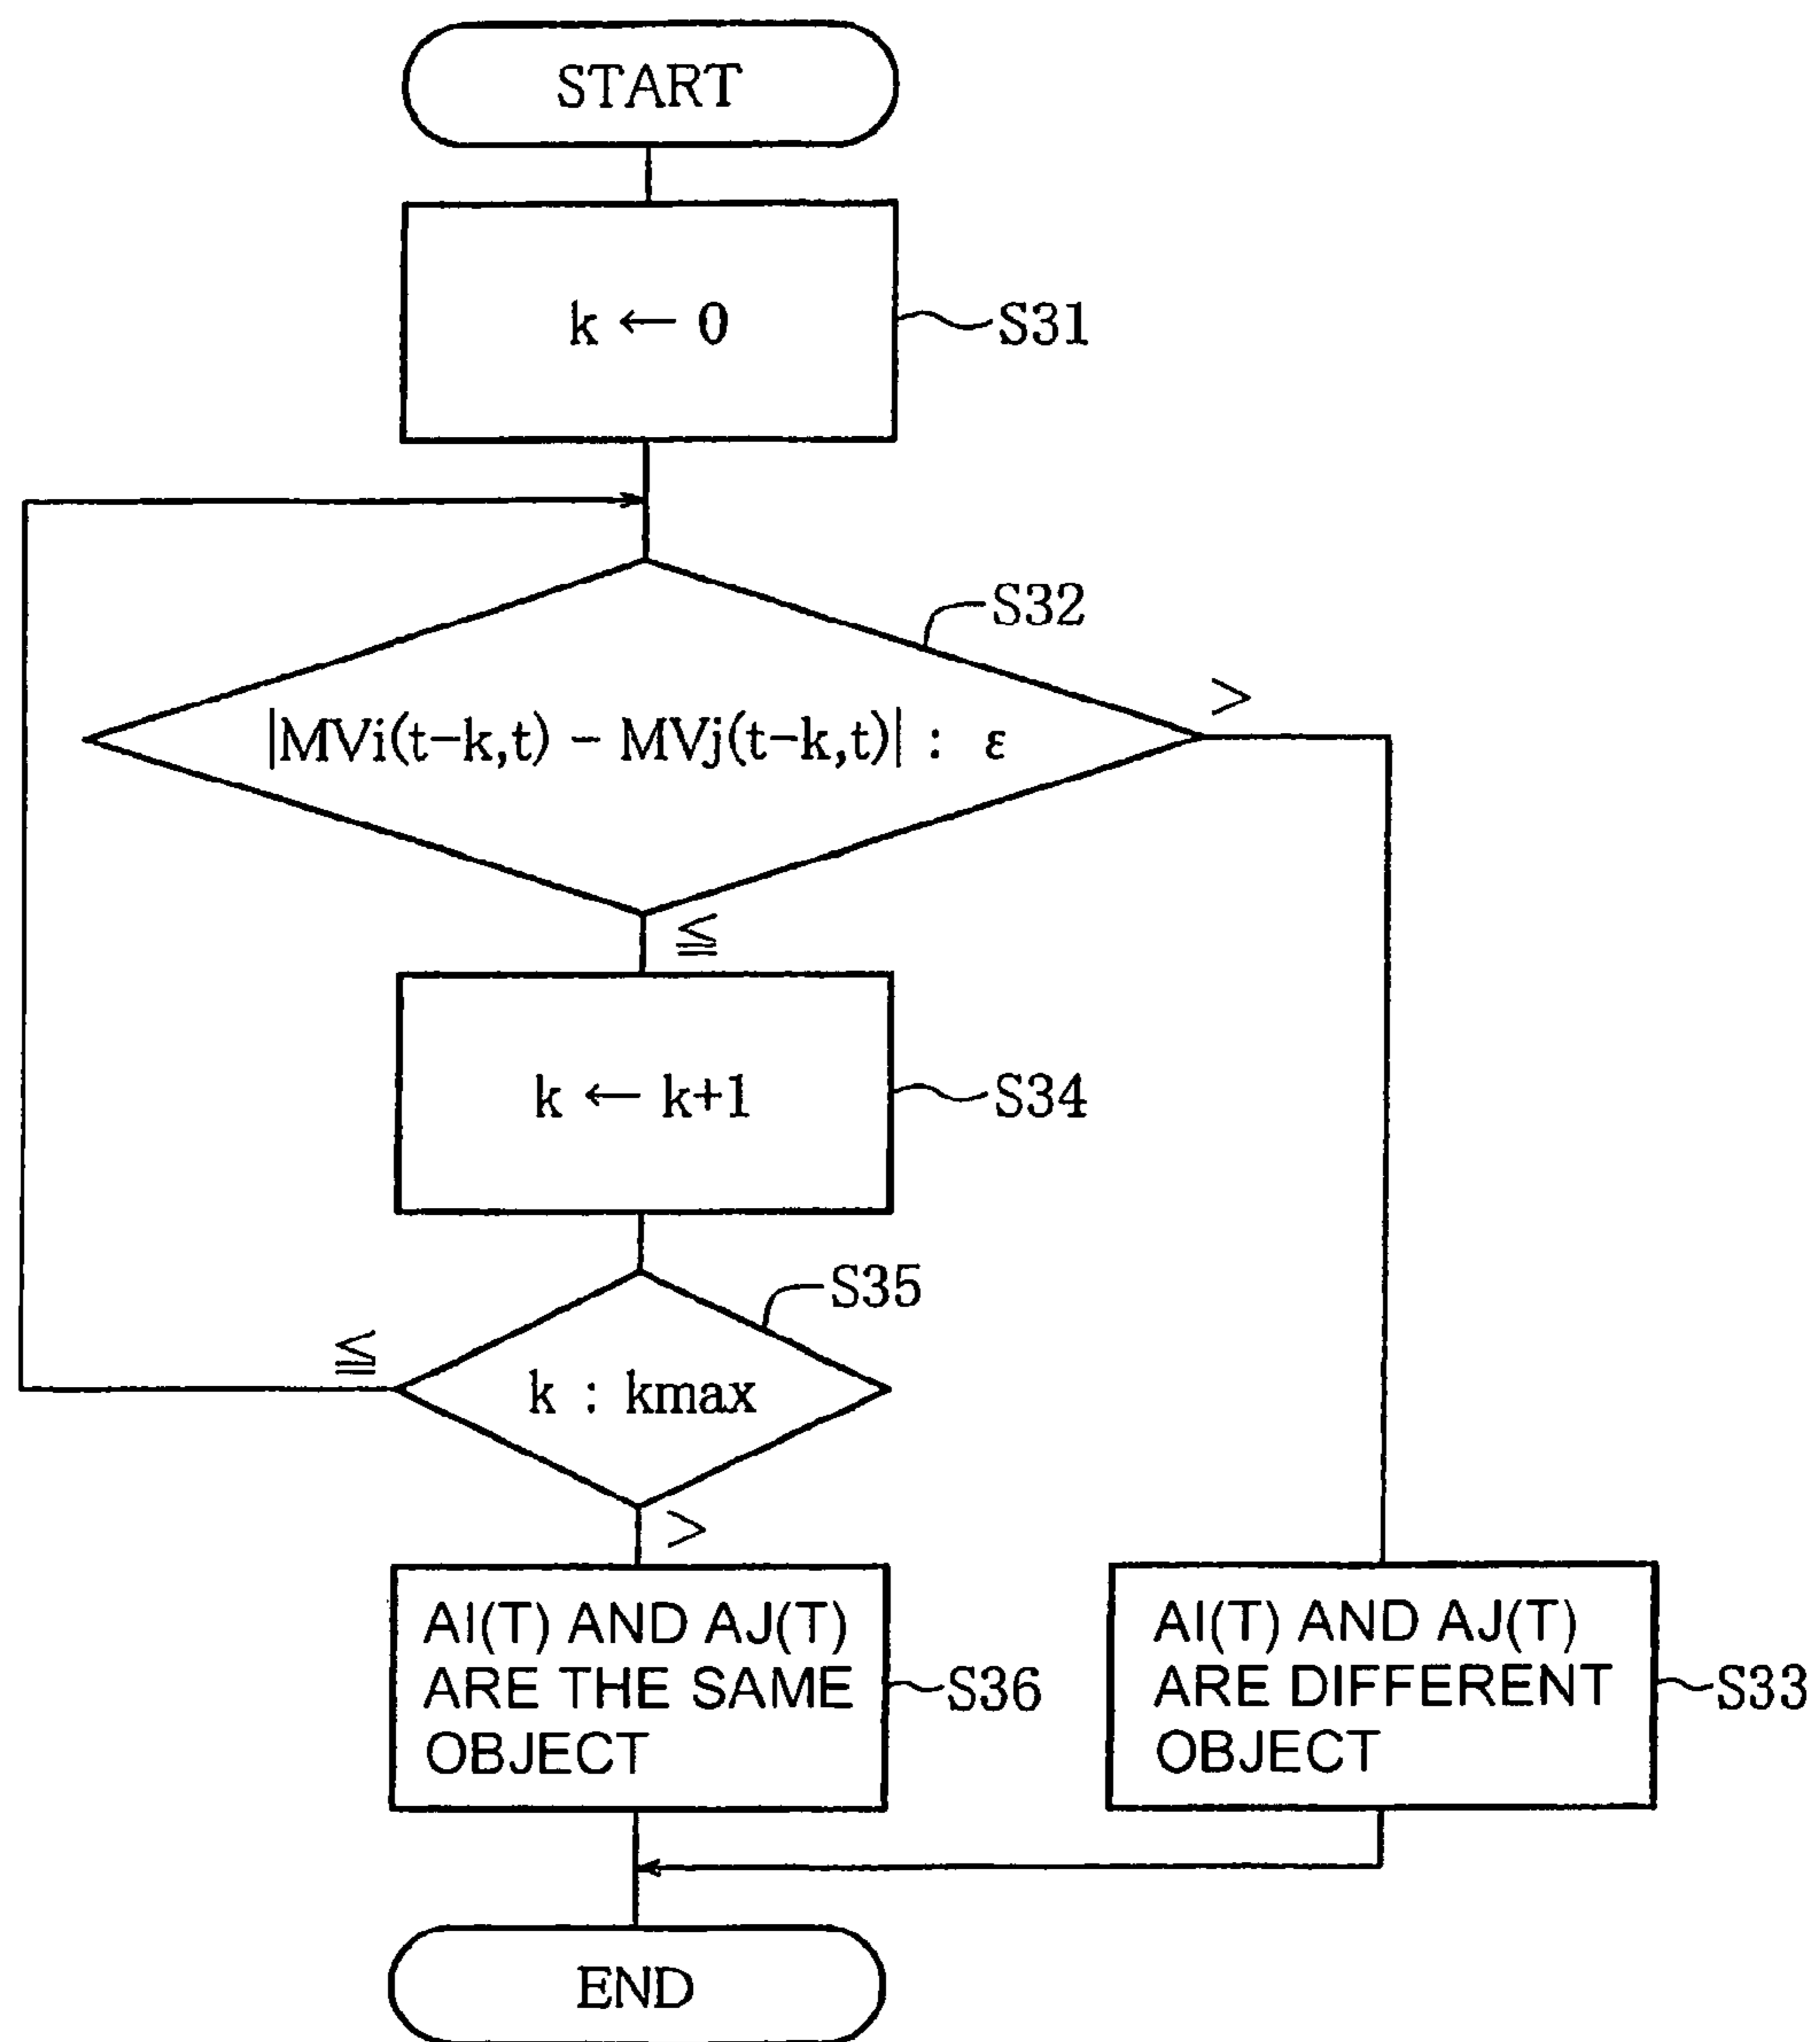 START
k ← 0
S31
S32
>
|MVi(t-k,t) - MVj(t-k,t)| : ε
≦
k ← k+1
S34
S35
≦
k : kmax
>
AI(T) AND AJ(T)
ARE THE SAME
OBJECT
S36
AI(T) AND AJ(T)
ARE DIFFERENT
OBJECT
S33
END